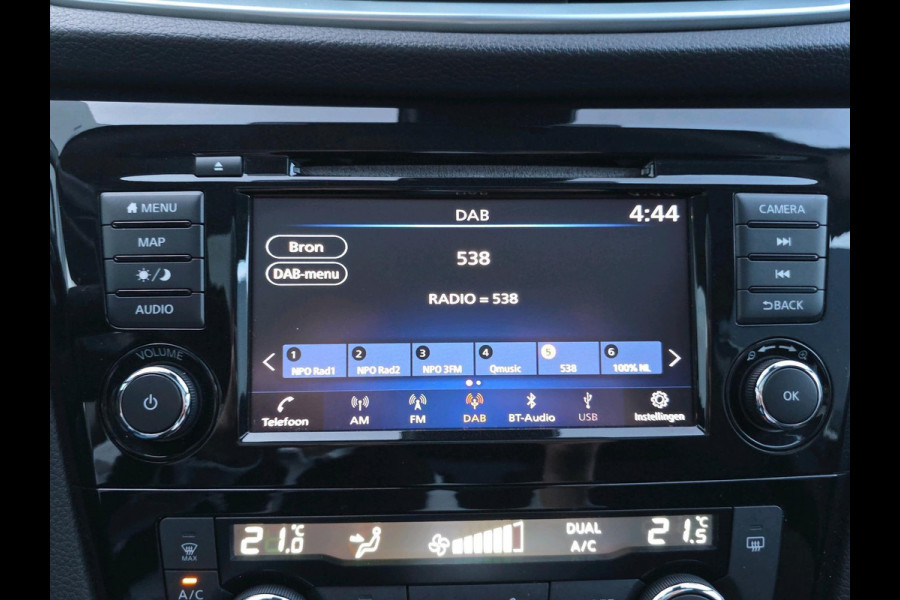 MENU
MAP
AUDIO
VOLUME
DAB
4:44
Bron
DAB-menu
538
RADIO = 538
1 NPO Rad1
2 NPO Rad2
3 NPO 3FM
4 Qmusic
5 538
6 100% NL
Telefoon
AM
FM
DAB
BT-Audio
USB
Instellingen
CAMERA
BACK
OK
21.0°C
DUAL
A/C
21.5°C
MAX
A/C